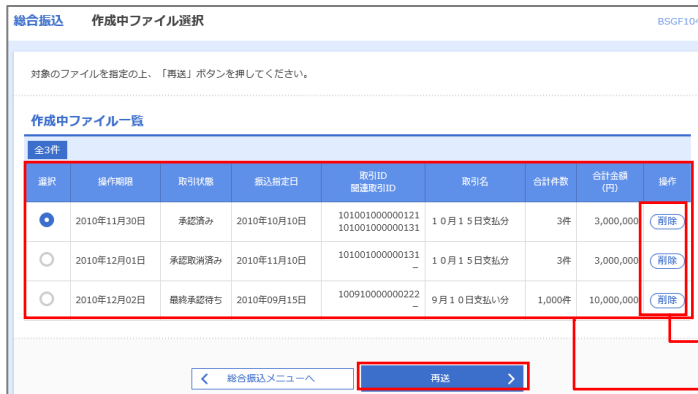 総合振込 作成中ファイル選択 BSGF104
対象のファイルを指定の上、「再送」ボタンを押してください。
作成中ファイル一覧
全3件
選択 操作期限 取引状態 振込指定日 取引ID 取引名 合計件数 合計金額 操作
関連取引ID (円)
2010年11月30日 承認済み 2010年10月10日 101001000000121 10月15日支払分 3件 3,000,000 削除
101001000000131
2010年12月01日 承認取消済み 2010年11月10日 101001000000131 10月15日支払分 3件 3,000,000 削除
–
2010年12月02日 最終承認待ち 2010年09月15日 100910000000222 9月10日支払い分 1,000件 10,000,000 削除
–
総合振込メニューへ 再送